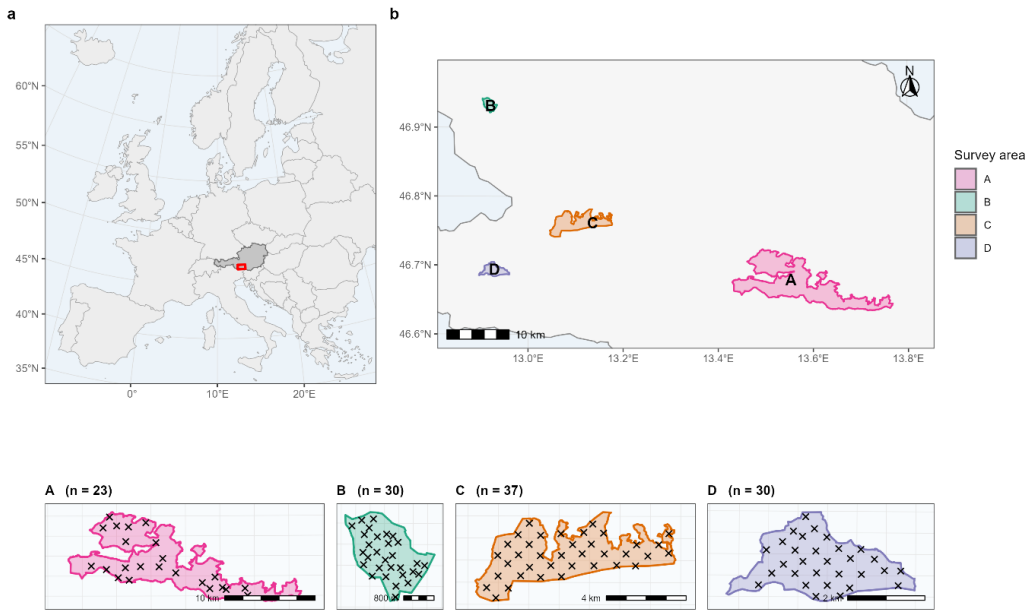 a
60°N
55°N
50°N
45°N
40°N
35°N
0°
10°E
20°E
b
N
46.9°N
46.8°N
46.7°N
46.6°N
B
C
D
A
10 km
13.0°E
13.2°E
13.4°E
13.6°E
13.8°E
Survey area
A
B
C
D
A (n = 23)
10 km
B (n = 30)
800
C (n = 37)
4 km
D (n = 30)
2 km